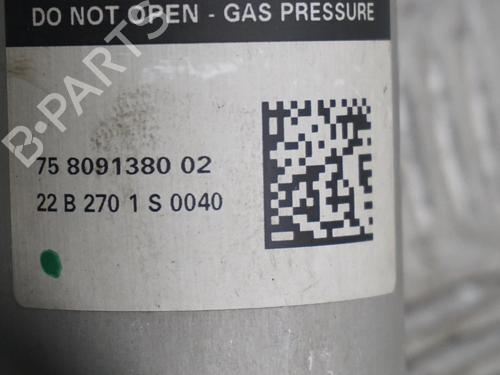 DO NOT OPEN - GAS PRESSURE
B-PARTS
75 8091380 02
22 B 270 1 S 0040